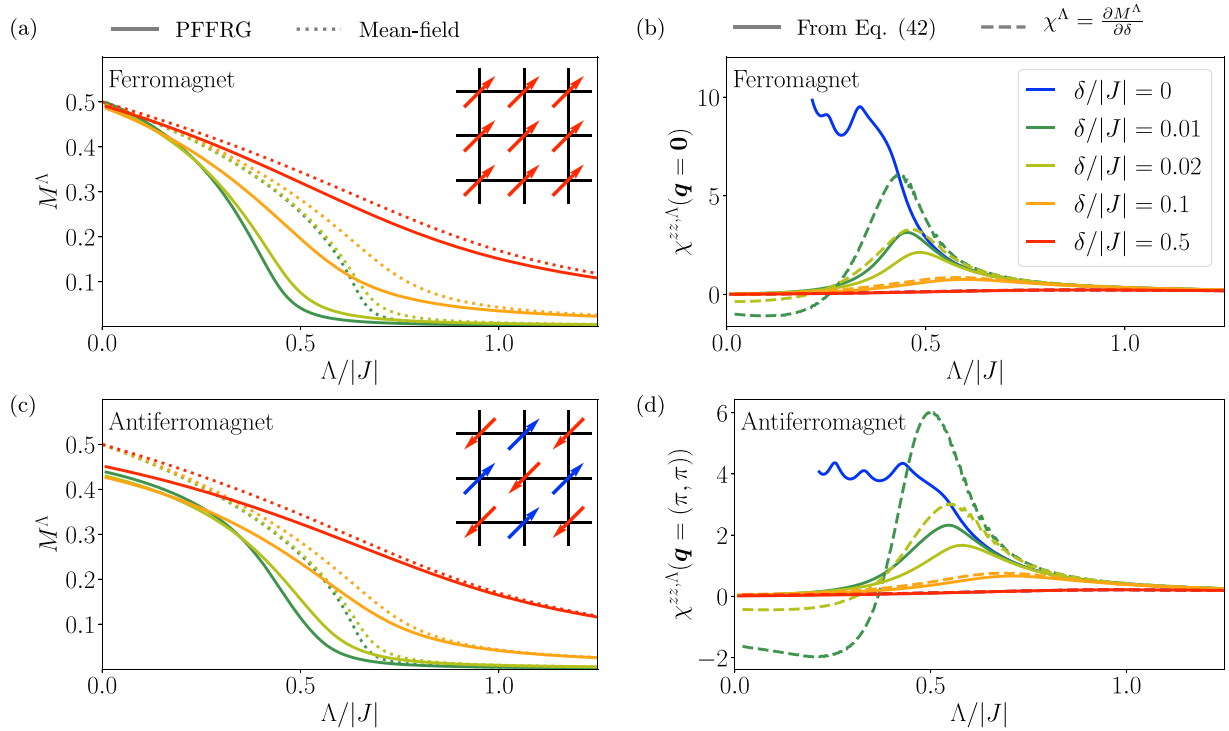 (a) PFFRG Mean-field
Ferromagnet
0.5
0.4
0.3
0.2
0.1
M^Λ
0.0 0.5 1.0
Λ/|J|
(b) From Eq. (42) χ^Λ = ∂M^Λ/∂δ
Ferromagnet
10
5
0
χ^{zz,Λ}(q = 0)
δ/|J| = 0
δ/|J| = 0.01
δ/|J| = 0.02
δ/|J| = 0.1
δ/|J| = 0.5
0.0 0.5 1.0
Λ/|J|
(c)
Antiferromagnet
0.5
0.4
0.3
0.2
0.1
M^Λ
0.0 0.5 1.0
Λ/|J|
(d)
Antiferromagnet
6
4
2
0
−2
χ^{zz,Λ}(q = (π, π))
0.0 0.5 1.0
Λ/|J|